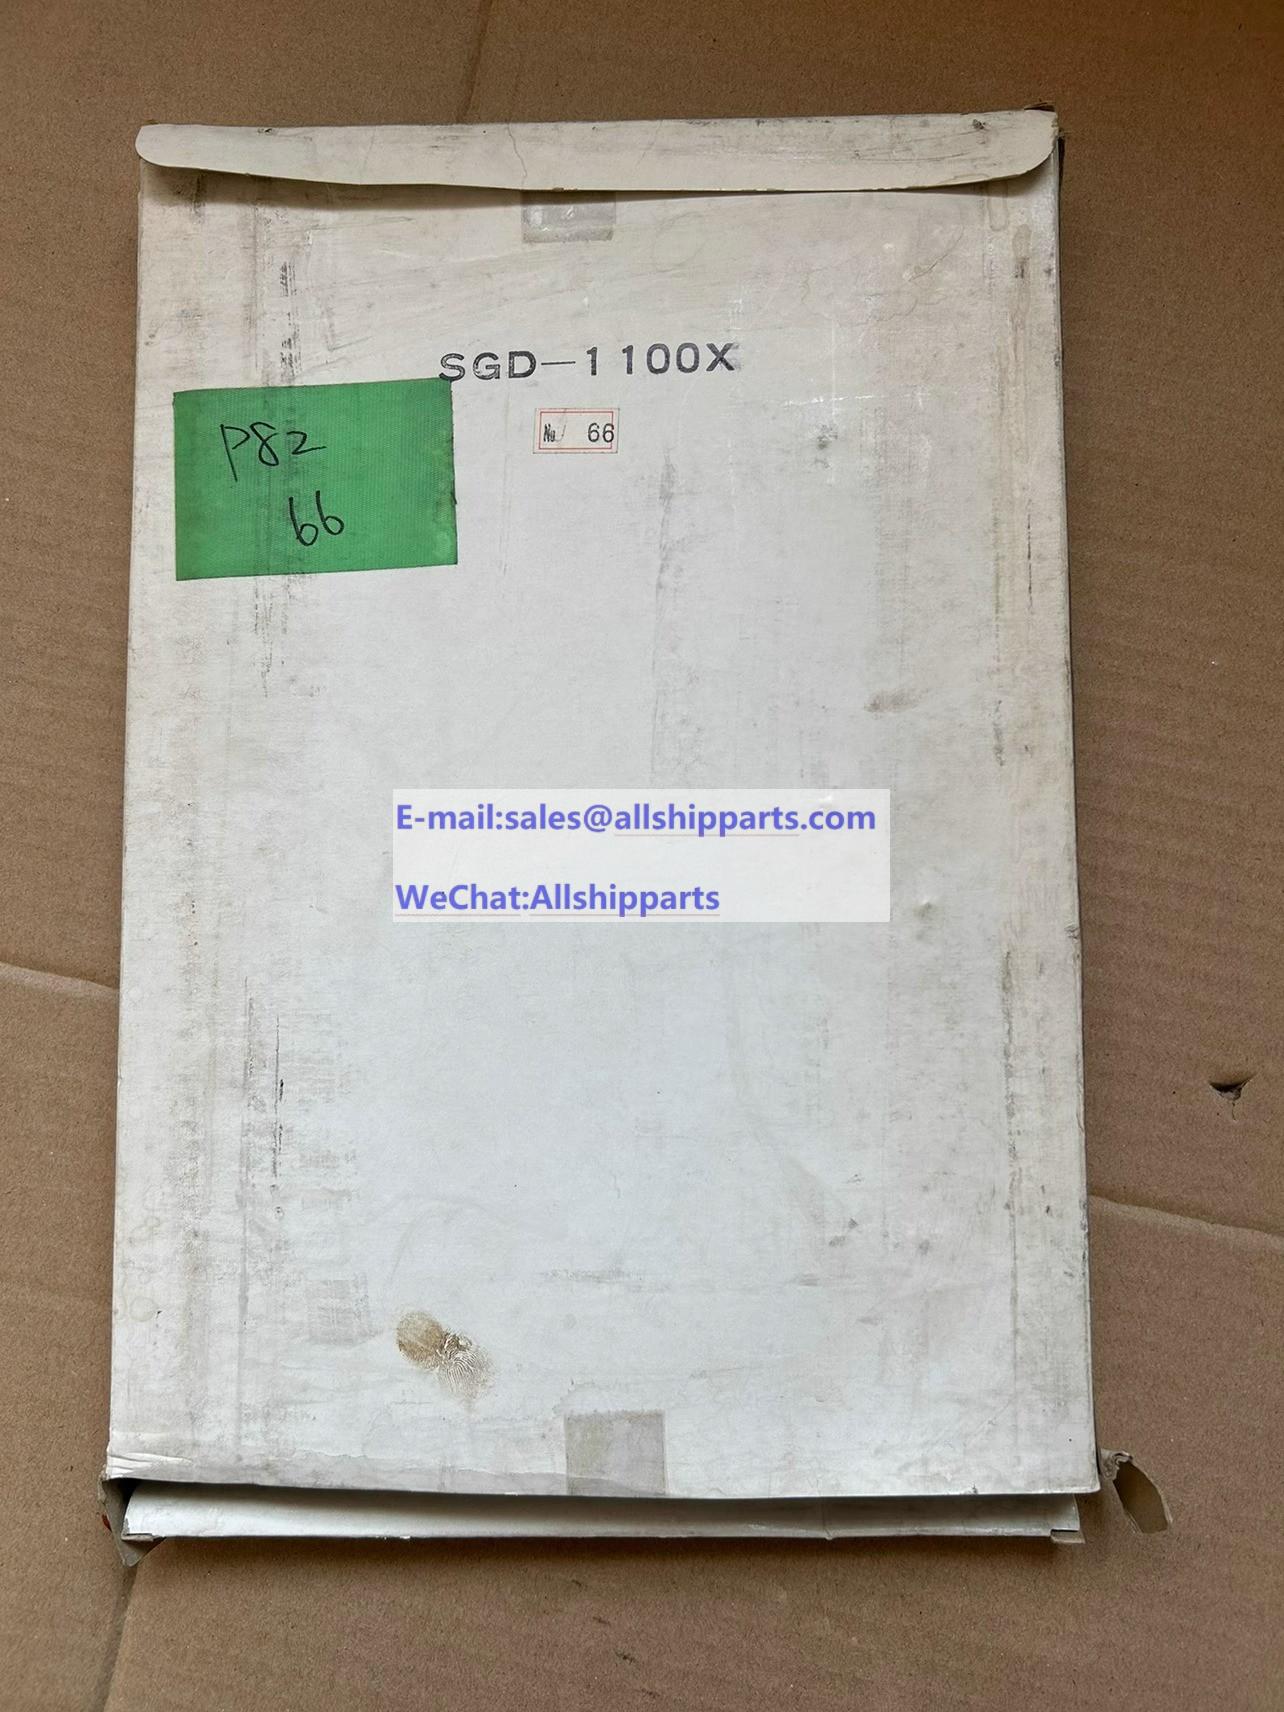 SGD-1100X
№ 66
P82
66
E-mail:sales@allshipparts.com
WeChat:Allshipparts